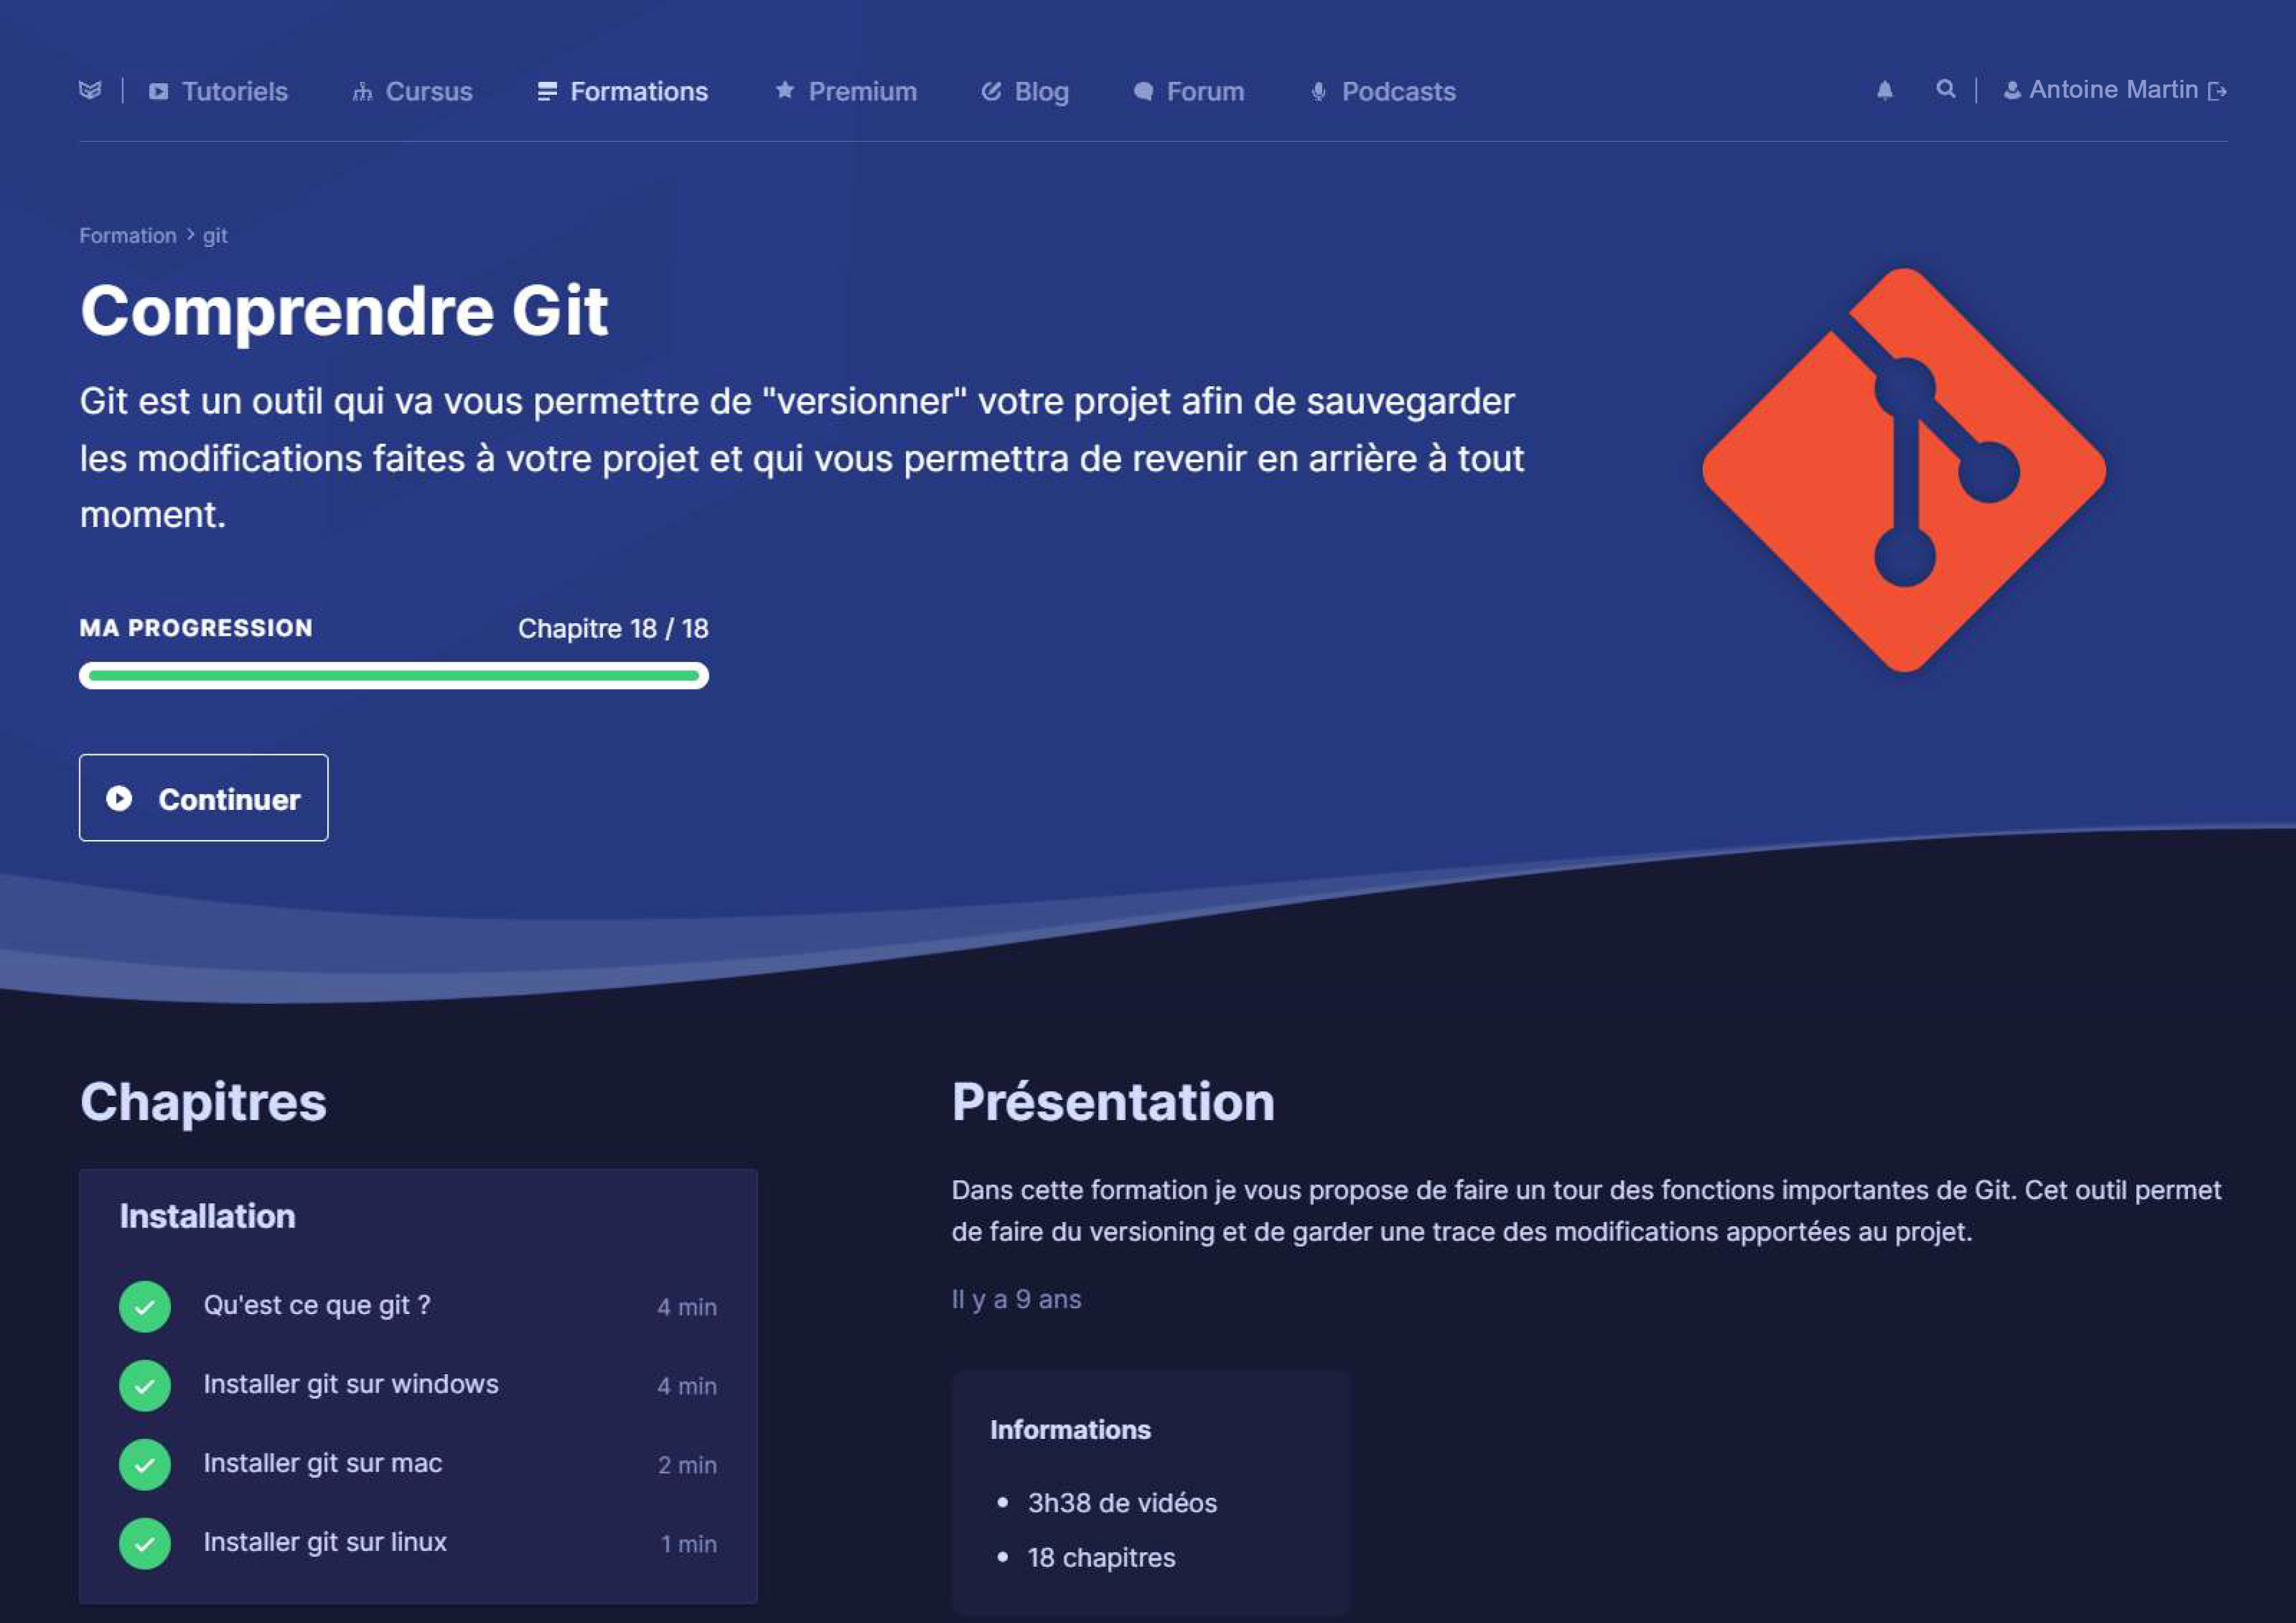 Tutoriels Cursus Formations Premium Blog Forum Podcasts Antoine Martin
Formation > git
Comprendre Git
Git est un outil qui va vous permettre de "versionner" votre projet afin de sauvegarder
les modifications faites à votre projet et qui vous permettra de revenir en arrière à tout
moment.
MA PROGRESSION Chapitre 18 / 18
Continuer
Chapitres
Installation
Qu'est ce que git ? 4 min
Installer git sur windows 4 min
Installer git sur mac 2 min
Installer git sur linux 1 min
Présentation
Dans cette formation je vous propose de faire un tour des fonctions importantes de Git. Cet outil permet
de faire du versioning et de garder une trace des modifications apportées au projet.
Il y a 9 ans
Informations
• 3h38 de vidéos
• 18 chapitres